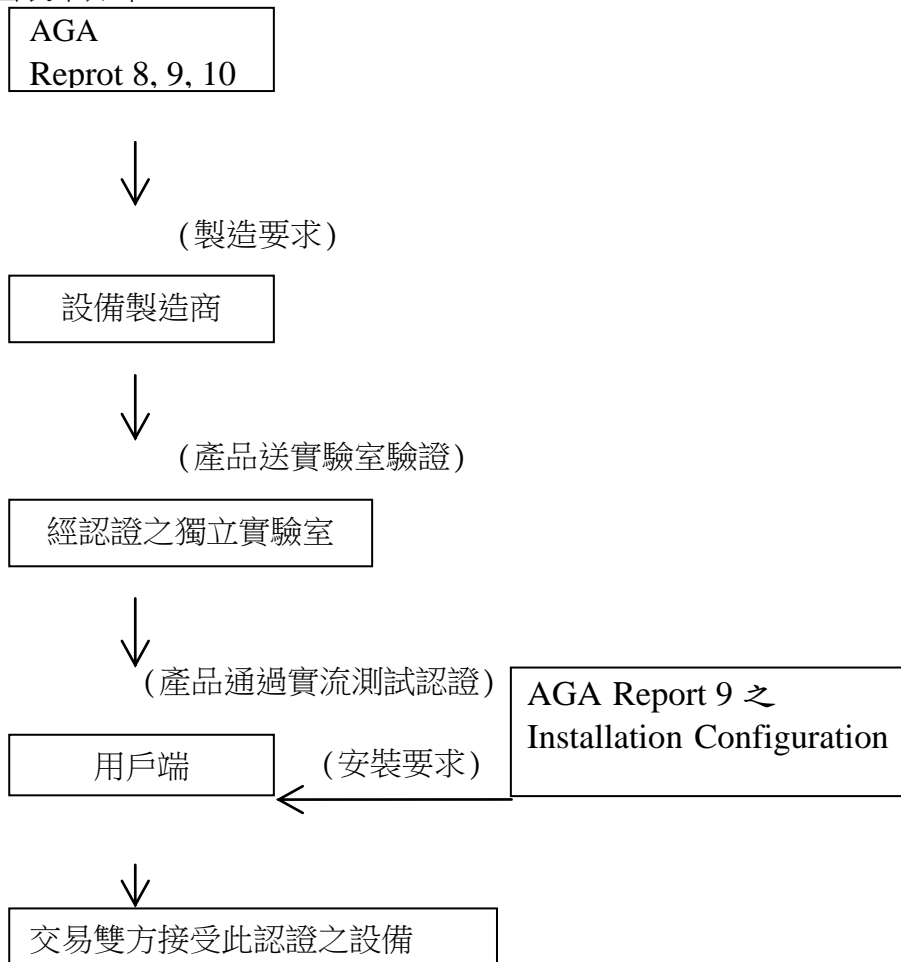 AGA
Reprot 8, 9, 10
(製造要求)
設備製造商
(產品送實驗室驗證)
經認證之獨立實驗室
(產品通過實流測試認證)
AGA Report 9 之
Installation Configuration
用戶端
(安裝要求)
交易雙方接受此認證之設備